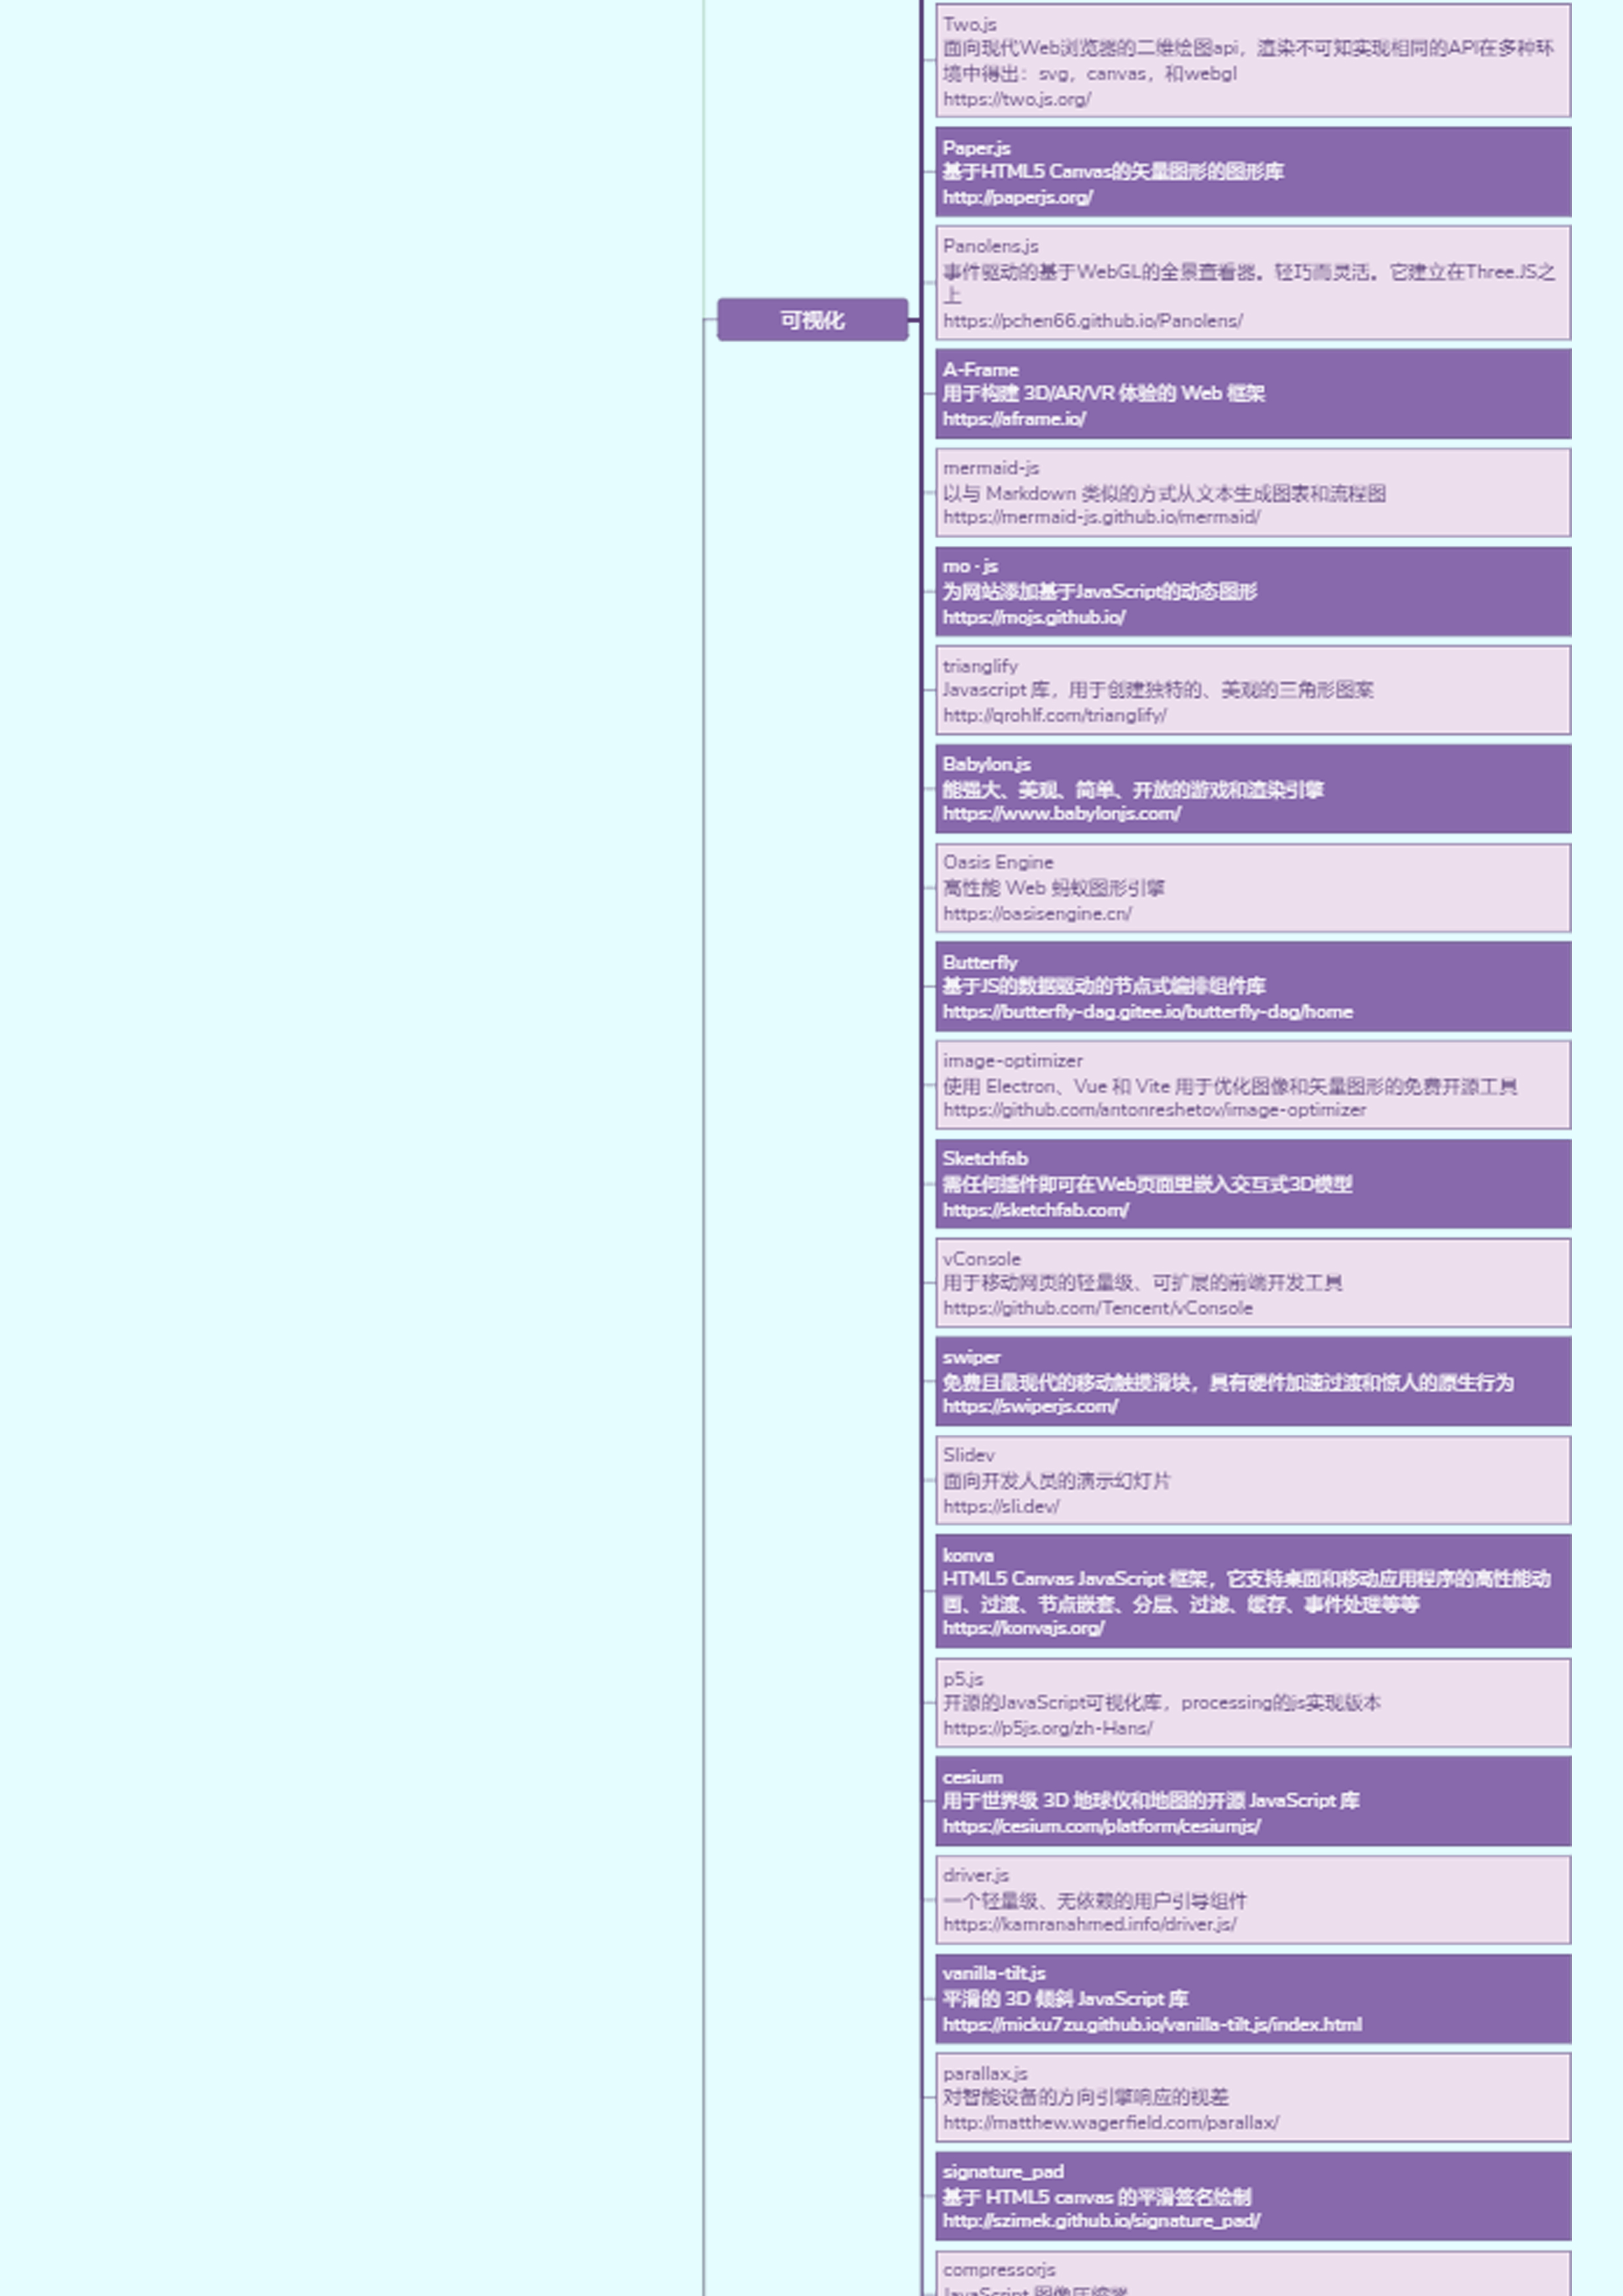 Two.js
面向现代Web浏览器的二维绘图api，渲染不可知实现相同的API在多种环
境中得出：svg，canvas，和webgl
https://two.js.org/
Paper.js
基于HTML5 Canvas的矢量图形的图形库
http://paperjs.org/
Panolens.js
事件驱动的基于WebGL的全景查看器。轻巧而灵活。它建立在Three.JS之
上
https://pchen66.github.io/Panolens/
可视化
A-Frame
用于构建 3D/AR/VR 体验的 Web 框架
https://aframe.io/
mermaid-js
以与 Markdown 类似的方式从文本生成图表和流程图
https://mermaid-js.github.io/mermaid/
mo · js
为网站添加基于JavaScript的动态图形
https://mojs.github.io/
trianglify
Javascript 库，用于创建独特的、美观的三角形图案
http://qrohlf.com/trianglify/
Babylon.js
能强大、美观、简单、开放的游戏和渲染引擎
https://www.babylonjs.com/
Oasis Engine
高性能 Web 蚂蚁图形引擎
https://oasisengine.cn/
Butterfly
基于JS的数据驱动的节点式编排组件库
https://butterfly-dag.gitee.io/butterfly-dag/home
image-optimizer
使用 Electron、Vue 和 Vite 用于优化图像和矢量图形的免费开源工具
https://github.com/antonreshetov/image-optimizer
Sketchfab
需任何插件即可在Web页面里嵌入交互式3D模型
https://sketchfab.com/
vConsole
用于移动网页的轻量级、可扩展的前端开发工具
https://github.com/Tencent/vConsole
swiper
免费且最现代的移动触摸滑块，具有硬件加速过渡和惊人的原生行为
https://swiperjs.com/
Slidev
面向开发人员的演示幻灯片
https://sli.dev/
konva
HTML5 Canvas JavaScript 框架，它支持桌面和移动应用程序的高性能动
画、过渡、节点嵌套、分层、过滤、缓存、事件处理等等
https://konvajs.org/
p5.js
开源的JavaScript可视化库，processing的js实现版本
https://p5js.org/zh-Hans/
cesium
用于世界级 3D 地球仪和地图的开源 JavaScript 库
https://cesium.com/platform/cesiumjs/
driver.js
一个轻量级、无依赖的用户引导组件
https://kamranahmed.info/driver.js/
vanilla-tilt.js
平滑的 3D 倾斜 JavaScript 库
https://micku7zu.github.io/vanilla-tilt.js/index.html
parallax.js
对智能设备的方向引擎响应的视差
http://matthew.wagerfield.com/parallax/
signature_pad
基于 HTML5 canvas 的平滑签名绘制
http://szimek.github.io/signature_pad/
compressorjs
JavaScript 图像压缩器